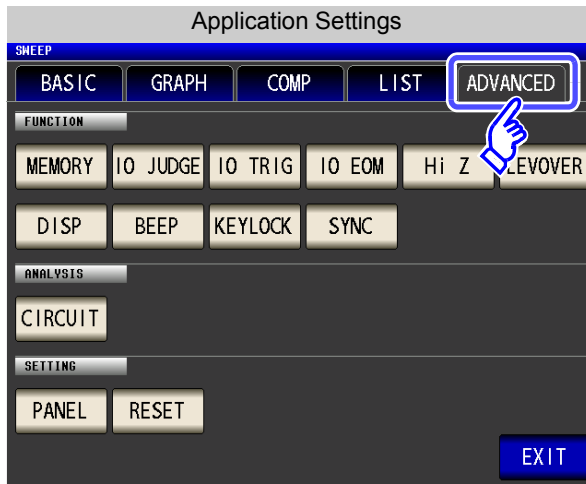 Application Settings
SWEEP
BASIC GRAPH COMP LIST ADVANCED
FUNCTION
MEMORY IO JUDGE IO TRIG IO EOM Hi Z LEVOVER
DISP BEEP KEYLOCK SYNC
ANALYSIS
CIRCUIT
SETTING
PANEL RESET
EXIT